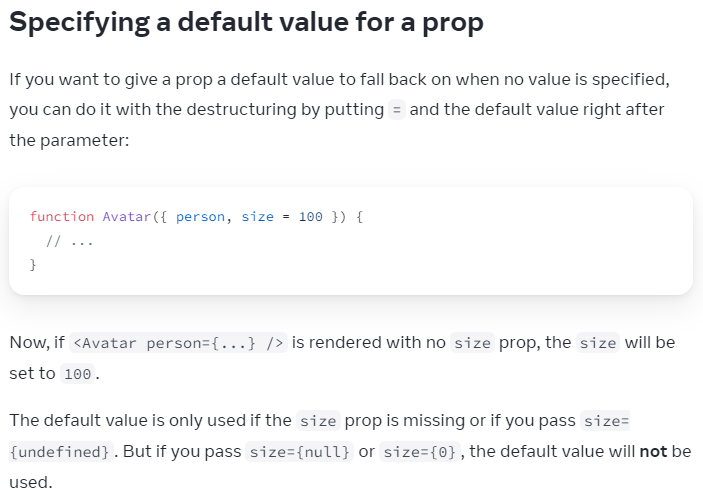 Specifying a default value for a prop
If you want to give a prop a default value to fall back on when no value is specified,
you can do it with the destructuring by putting = and the default value right after
the parameter:
function Avatar({ person, size = 100 }) {
  // ...
}
Now, if <Avatar person={...} /> is rendered with no size prop, the size will be
set to 100.
The default value is only used if the size prop is missing or if you pass size=
{undefined}. But if you pass size={null} or size={0}, the default value will not be
used.